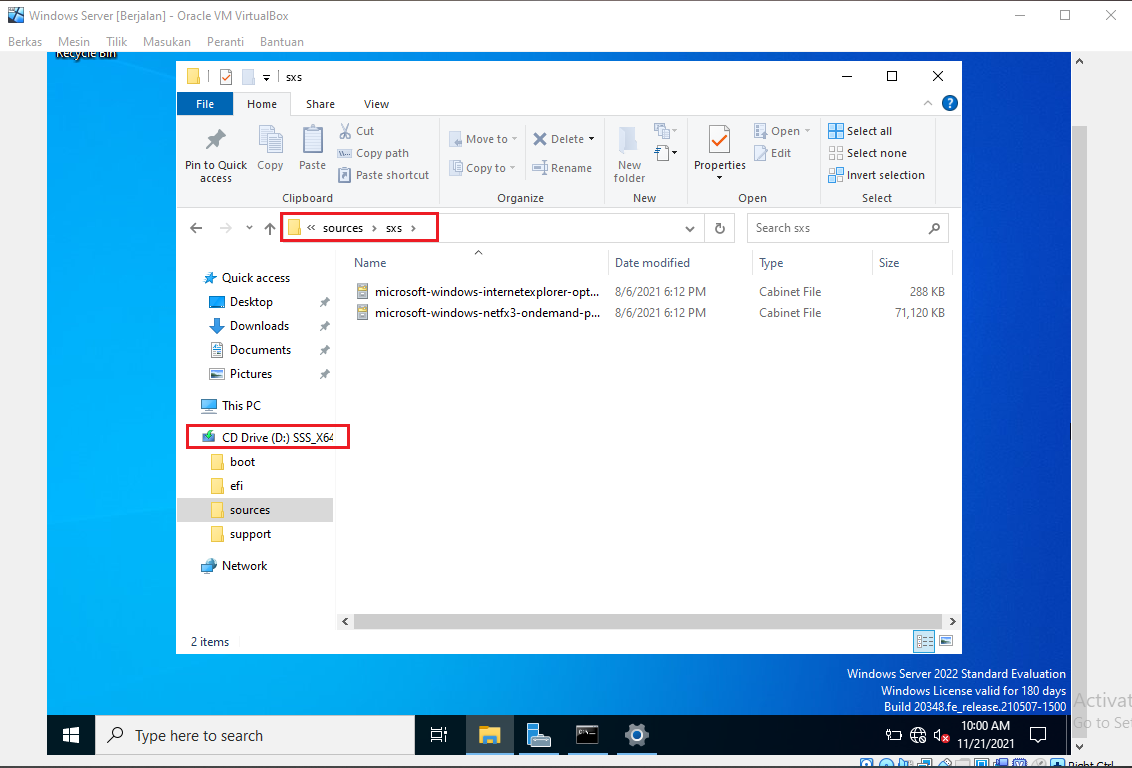 Windows Server [Berjalan] - Oracle VM VirtualBox
Berkas Mesin Tilik Masukan Peranti Bantuan
Recycle Bin
sxs
File Home Share View
Pin to Quick access
Copy
Paste
Cut
Copy path
Paste shortcut
Clipboard
Move to
Copy to
Delete
Rename
Organize
New folder
New
Properties
Open
Edit
Open
Select all
Select none
Invert selection
Select
« sources > sxs >
Search sxs
Name Date modified Type Size
microsoft-windows-internetexplorer-opt... 8/6/2021 6:12 PM Cabinet File 288 KB
microsoft-windows-netfx3-ondemand-p... 8/6/2021 6:12 PM Cabinet File 71,120 KB
Quick access
Desktop
Downloads
Documents
Pictures
This PC
CD Drive (D:) SSS_X64
boot
efi
sources
support
Network
2 items
Windows Server 2022 Standard Evaluation
Windows License valid for 180 days
Build 20348.fe_release.210507-1500
Activat
Go to Set
Type here to search
10:00 AM
11/21/2021
Right Ctrl